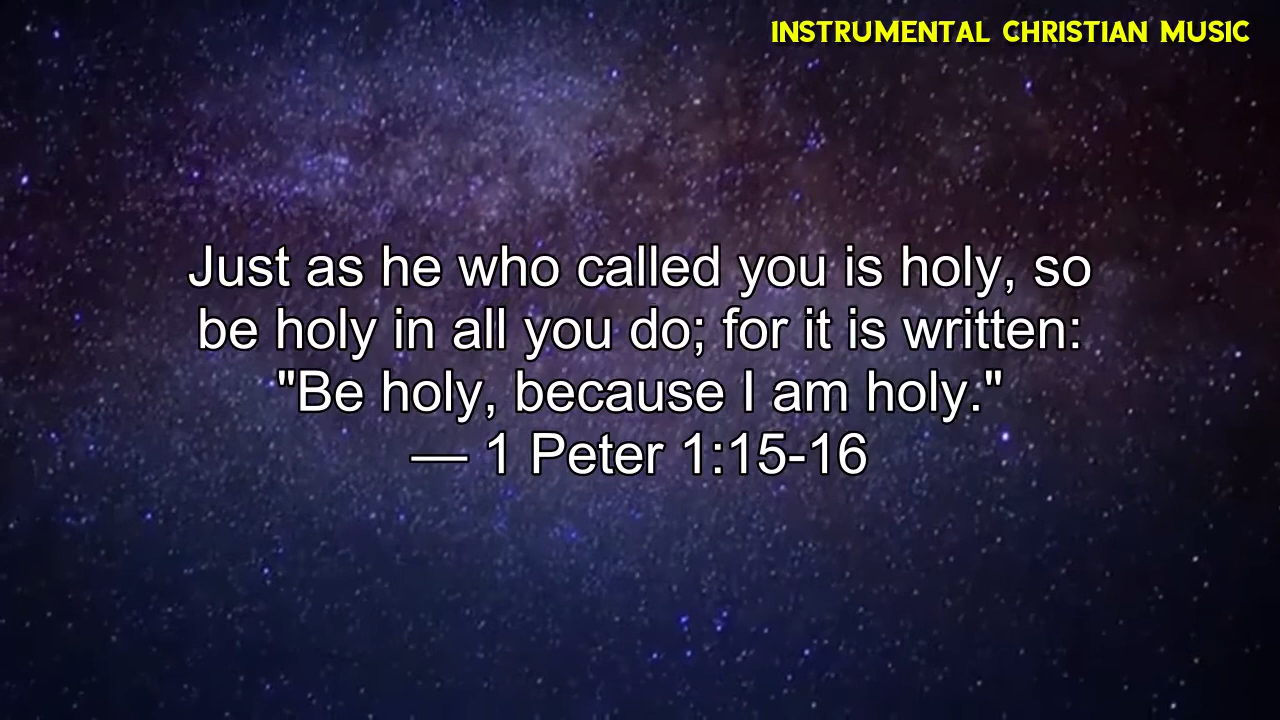 INSTRUMENTAL CHRISTIAN MUSIC
Just as he who called you is holy, so
be holy in all you do; for it is written:
"Be holy, because I am holy."
— 1 Peter 1:15-16